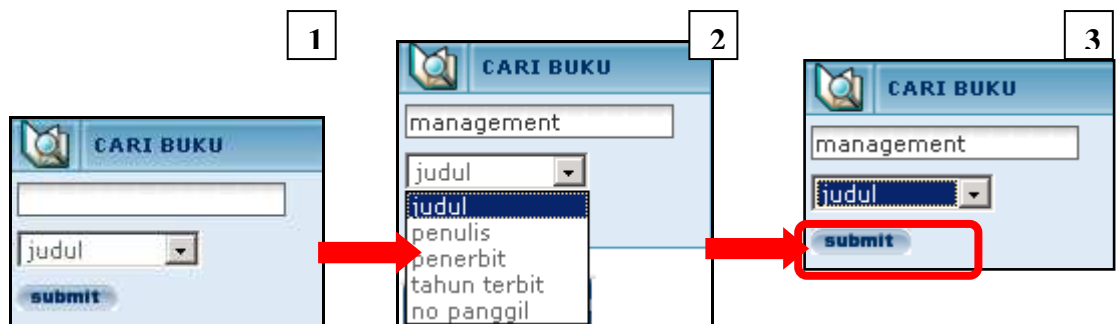 1
CARI BUKU
judul
submit
2
CARI BUKU
management
judul
judul
penulis
penerbit
tahun terbit
no panggil
3
CARI BUKU
management
judul
submit